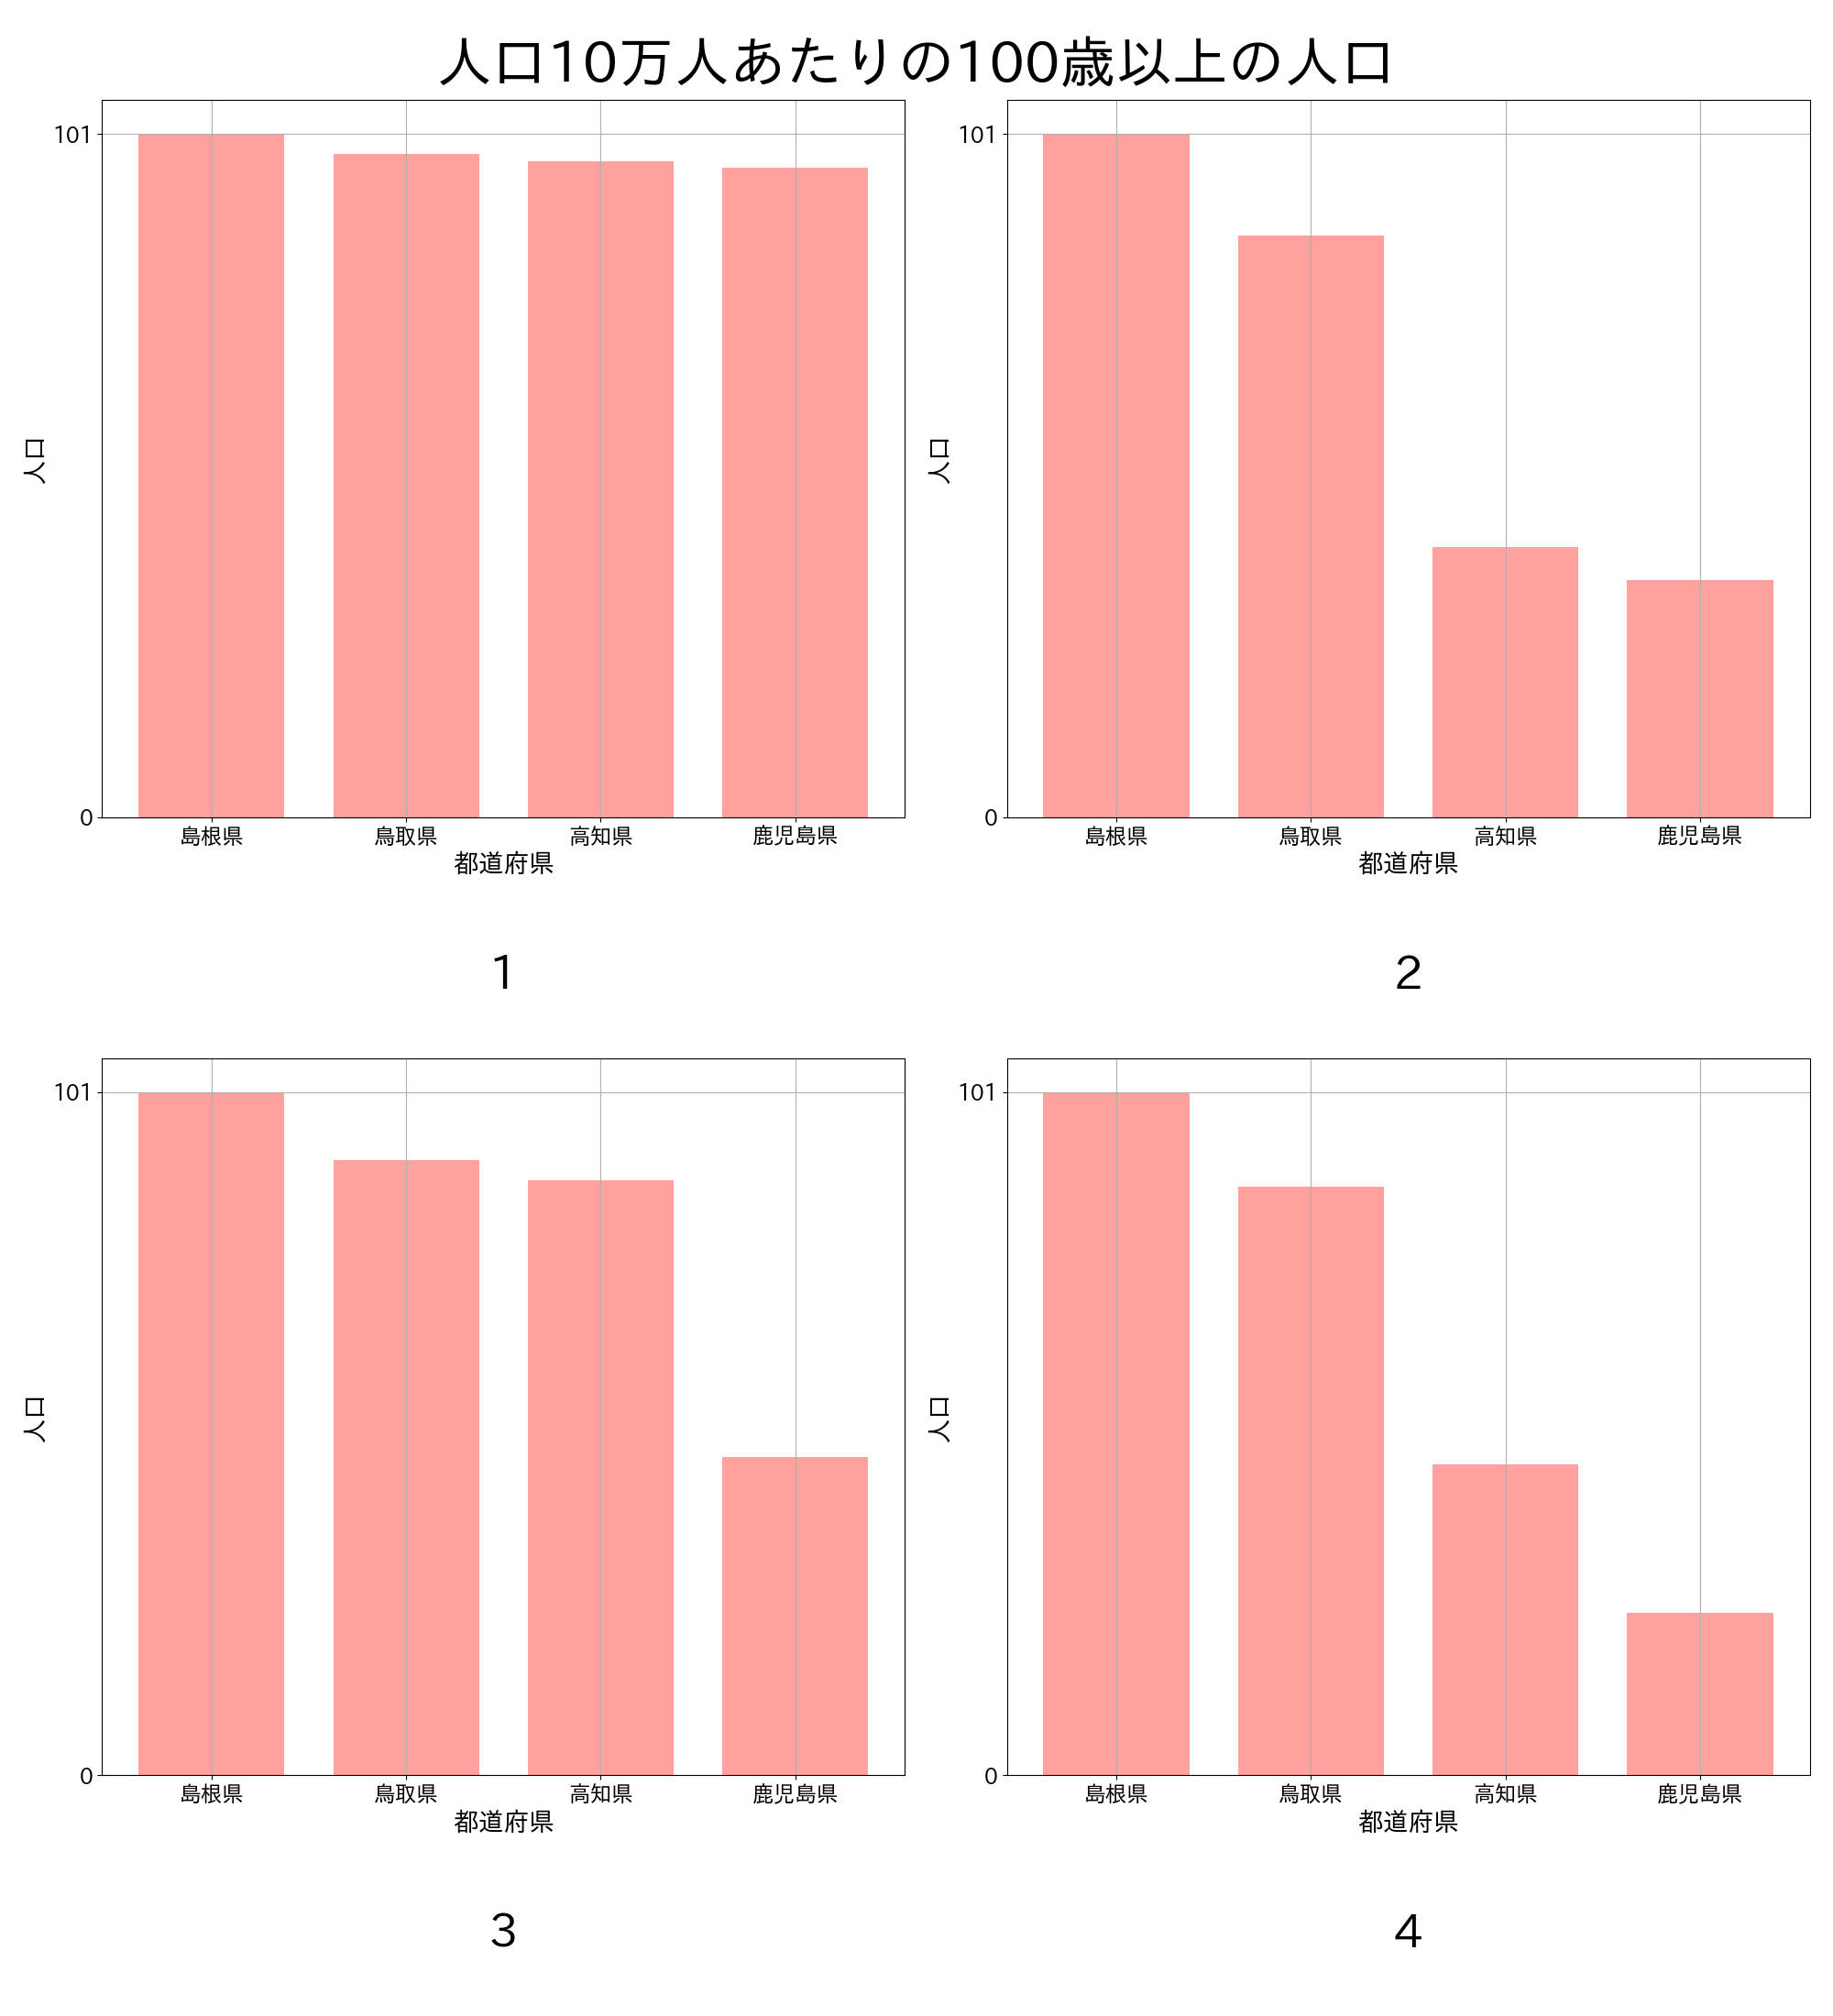 人口10万人あたりの100歳以上の人口
101
0
人口
島根県 鳥取県 高知県 鹿児島県
都道府県
1
101
0
人口
島根県 鳥取県 高知県 鹿児島県
都道府県
2
101
0
人口
島根県 鳥取県 高知県 鹿児島県
都道府県
3
101
0
人口
島根県 鳥取県 高知県 鹿児島県
都道府県
4